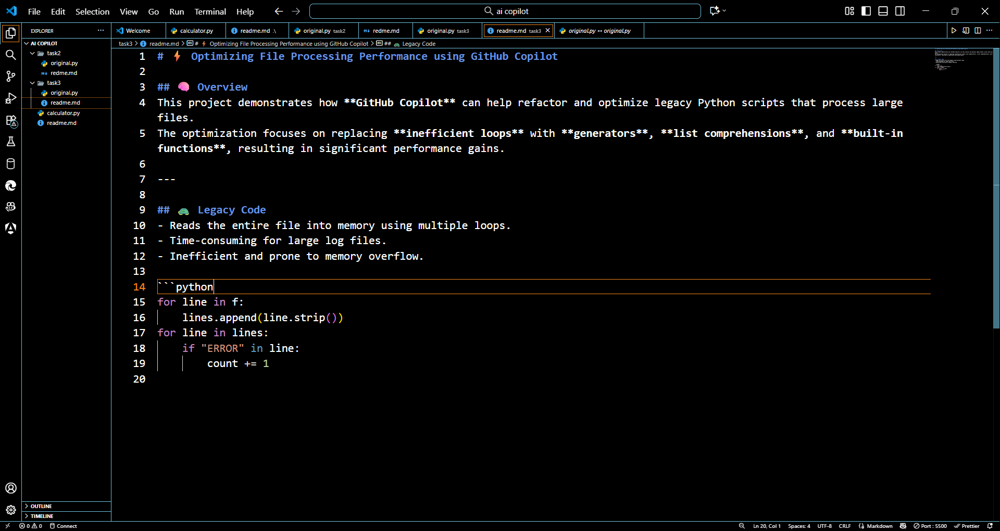 File Edit Selection View Go Run Terminal Help
ai copilot
EXPLORER
AI COPILOT
task2
original.py
redme.md
task3
original.py
readme.md
calculator.py
readme.md
OUTLINE
TIMELINE
Welcome
calculator.py
readme.md .\
original.py task2
redme.md
original.py task3
readme.md task3
original.py ↔ original.py
task3 > readme.md > # ⚡ Optimizing File Processing Performance using GitHub Copilot > ## 🐢 Legacy Code
1 # ⚡ Optimizing File Processing Performance using GitHub Copilot
2
3 ## 🧠 Overview
4 This project demonstrates how **GitHub Copilot** can help refactor and optimize legacy Python scripts that process large
files.
5 The optimization focuses on replacing **inefficient loops** with **generators**, **list comprehensions**, and **built-in
functions**, resulting in significant performance gains.
6
7 ---
8
9 ## 🐢 Legacy Code
10 - Reads the entire file into memory using multiple loops.
11 - Time-consuming for large log files.
12 - Inefficient and prone to memory overflow.
13
14 ```python
15 for line in f:
16     lines.append(line.strip())
17 for line in lines:
18     if "ERROR" in line:
19         count += 1
20
0 0 Connect
Ln 20, Col 1 Spaces: 4 UTF-8 CRLF Markdown Port : 5500 Prettier